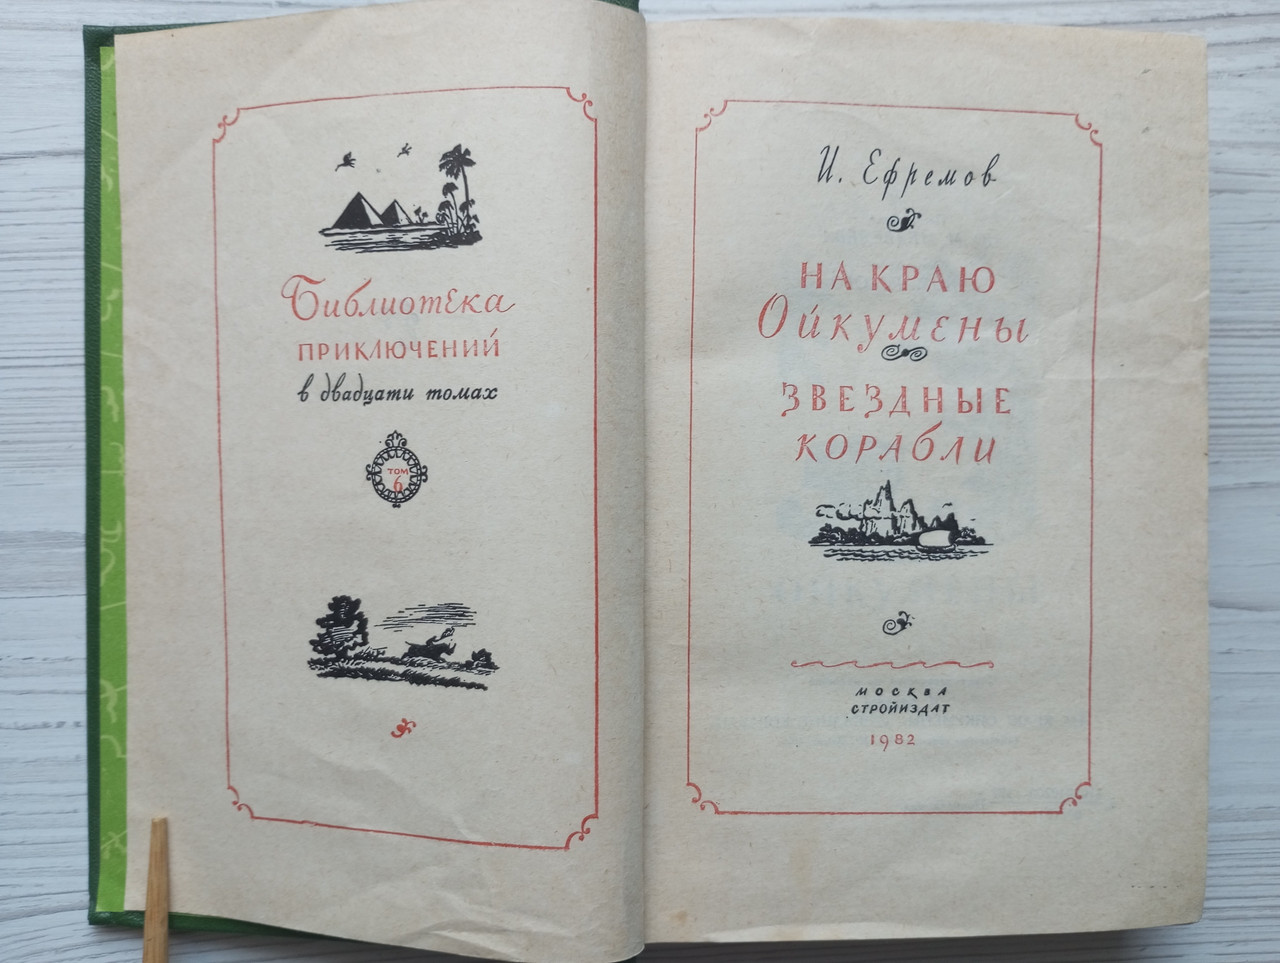 Библиотека
ПРИКЛЮЧЕНИЙ
в двадцати томах
ТОМ
6
И. Ефремов
НА КРАЮ
Ойкумены
ЗВЕЗДНЫЕ
КОРАБЛИ
МОСКВА
СТРОЙИЗДАТ
1982